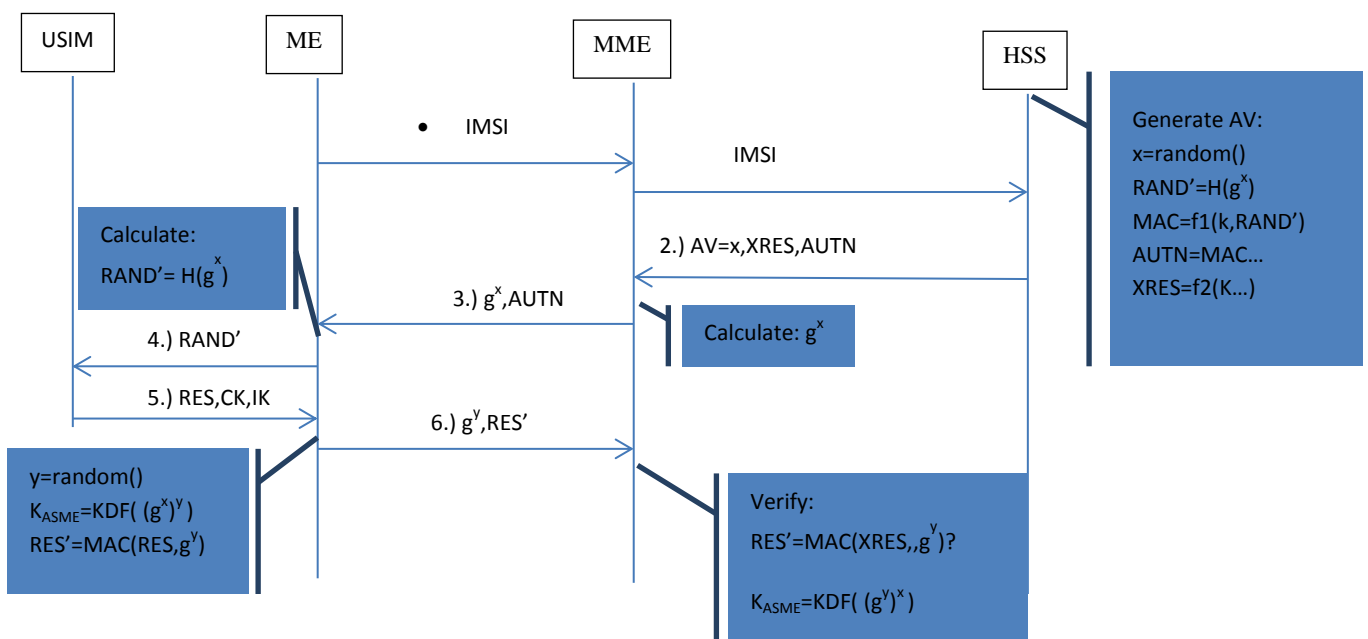 USIM
ME
MME
HSS
• IMSI
IMSI
Generate AV:
x=random()
RAND’=H(g^x)
MAC=f1(k,RAND’)
AUTN=MAC…
XRES=f2(K…)
Calculate:
RAND’= H(g^x)
2.) AV=x,XRES,AUTN
3.) g^x,AUTN
Calculate: g^x
4.) RAND’
5.) RES,CK,IK
6.) g^y,RES’
y=random()
K_ASME=KDF( (g^x)^y)
RES’=MAC(RES,g^y)
Verify:
RES’=MAC(XRES,,g^y)?
K_ASME=KDF( (g^y)^x)